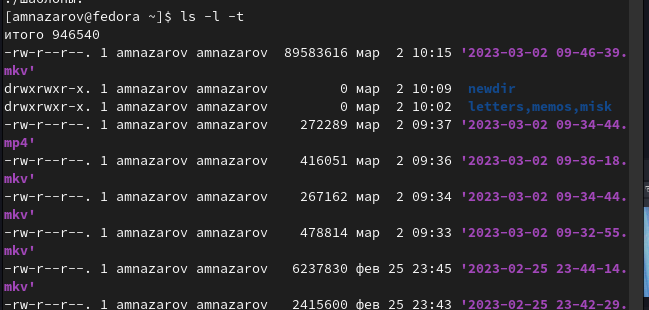 ./шаблоны:
[amnazarov@fedora ~]$ ls -l -t
итого 946540
-rw-r--r--. 1 amnazarov amnazarov  89583616 мар  2 10:15 '2023-03-02 09-46-39.
mkv'
drwxrwxr-x. 1 amnazarov amnazarov         0 мар  2 10:09  newdir
drwxrwxr-x. 1 amnazarov amnazarov         0 мар  2 10:02  letters,memos,misk
-rw-r--r--. 1 amnazarov amnazarov    272289 мар  2 09:37 '2023-03-02 09-34-44.
mp4'
-rw-r--r--. 1 amnazarov amnazarov    416051 мар  2 09:36 '2023-03-02 09-36-18.
mkv'
-rw-r--r--. 1 amnazarov amnazarov    267162 мар  2 09:34 '2023-03-02 09-34-44.
mkv'
-rw-r--r--. 1 amnazarov amnazarov    478814 мар  2 09:33 '2023-03-02 09-32-55.
mkv'
-rw-r--r--. 1 amnazarov amnazarov   6237830 фев 25 23:45 '2023-02-25 23-44-14.
mkv'
-rw-r--r--. 1 amnazarov amnazarov   2415600 фев 25 23:43 '2023-02-25 23-42-29.